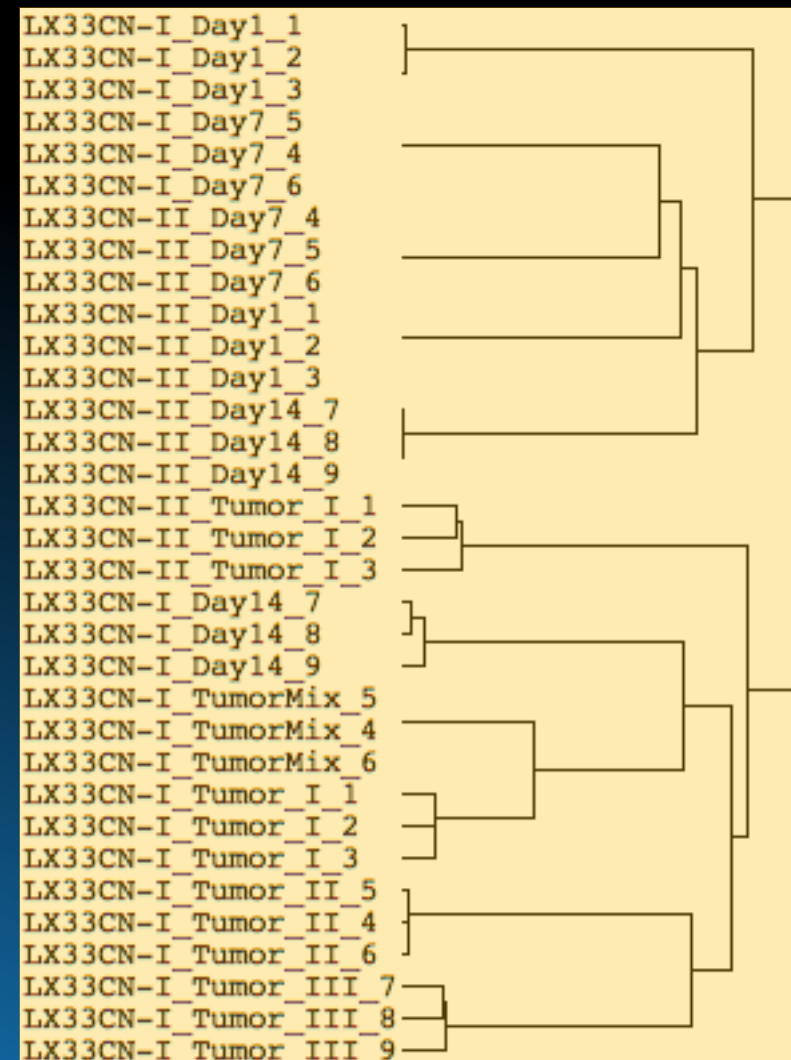 LX33CN-I_Day1_1
LX33CN-I_Day1_2
LX33CN-I_Day1_3
LX33CN-I_Day7_5
LX33CN-I_Day7_4
LX33CN-I_Day7_6
LX33CN-II_Day7_4
LX33CN-II_Day7_5
LX33CN-II_Day7_6
LX33CN-II_Day1_1
LX33CN-II_Day1_2
LX33CN-II_Day1_3
LX33CN-II_Day14_7
LX33CN-II_Day14_8
LX33CN-II_Day14_9
LX33CN-II_Tumor_I_1
LX33CN-II_Tumor_I_2
LX33CN-II_Tumor_I_3
LX33CN-I_Day14_7
LX33CN-I_Day14_8
LX33CN-I_Day14_9
LX33CN-I_TumorMix_5
LX33CN-I_TumorMix_4
LX33CN-I_TumorMix_6
LX33CN-I_Tumor_I_1
LX33CN-I_Tumor_I_2
LX33CN-I_Tumor_I_3
LX33CN-I_Tumor_II_5
LX33CN-I_Tumor_II_4
LX33CN-I_Tumor_II_6
LX33CN-I_Tumor_III_7
LX33CN-I_Tumor_III_8
LX33CN-I_Tumor_III_9